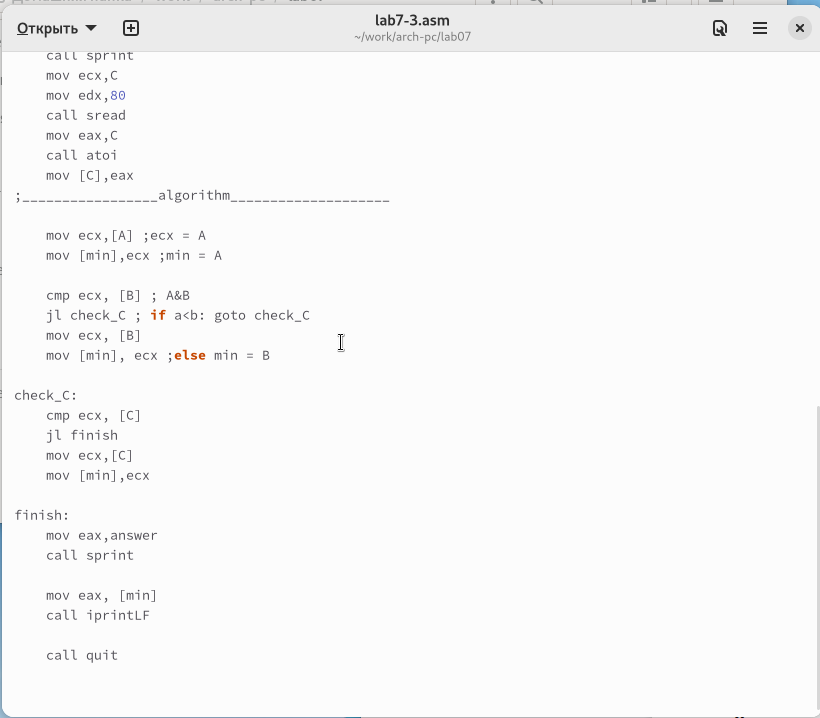 Открыть
lab7-3.asm
~/work/arch-pc/lab07
call sprint
mov ecx,C
mov edx,80
call sread
mov eax,C
call atoi
mov [C],eax
;_________________algorithm____________________
mov ecx,[A] ;ecx = A
mov [min],ecx ;min = A
cmp ecx, [B] ; A&B
jl check_C ; if a<b: goto check_C
mov ecx, [B]
mov [min], ecx ;else min = B
check_C:
cmp ecx, [C]
jl finish
mov ecx,[C]
mov [min],ecx
finish:
mov eax,answer
call sprint
mov eax, [min]
call iprintLF
call quit